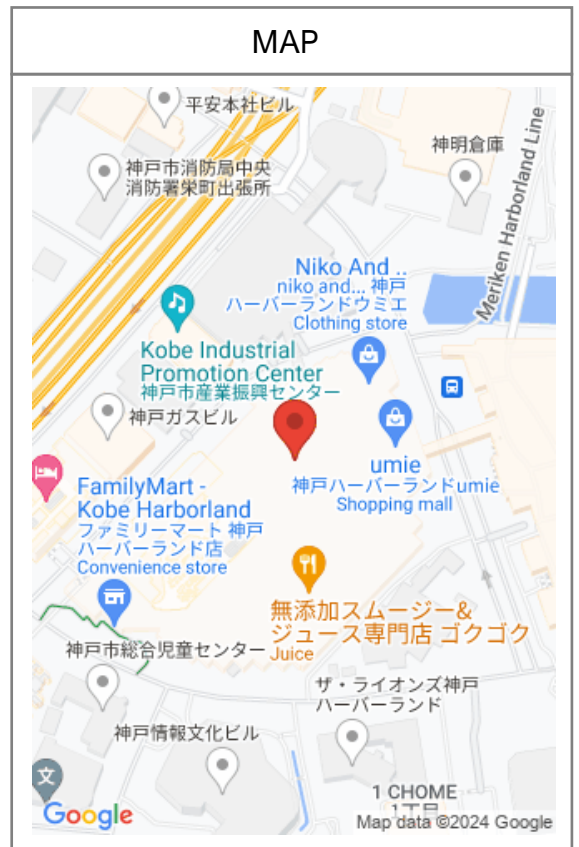 MAP
平安本社ビル
神明倉庫
神戸市消防局中央
消防署栄町出張所
Meriken Harborland Line
Niko And ..
niko and... 神戸
ハーバーランドウミエ
Clothing store
Kobe Industrial
Promotion Center
神戸市産業振興センター
神戸ガスビル
umie
神戸ハーバーランドumie
Shopping mall
FamilyMart -
Kobe Harborland
ファミリーマート 神戸
ハーバーランド店
Convenience store
無添加スムージー&
ジュース専門店 ゴクゴク
Juice
神戸市総合児童センター
ザ・ライオンズ神戸
ハーバーランド
神戸情報文化ビル
文
1 CHOME
1丁目
Google
Map data ©2024 Google